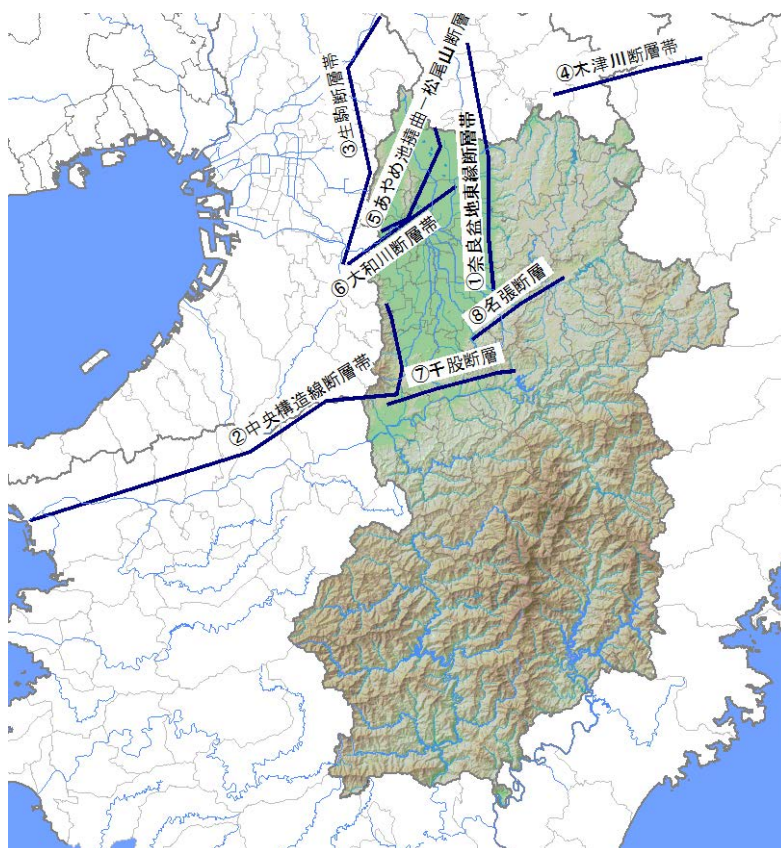 ①奈良盆地東縁断層帯
②中央構造線断層帯
③生駒断層帯
④木津川断層帯
⑤あやめ池撓曲－松尾山断層
⑥大和川断層帯
⑦千股断層
⑧名張断層